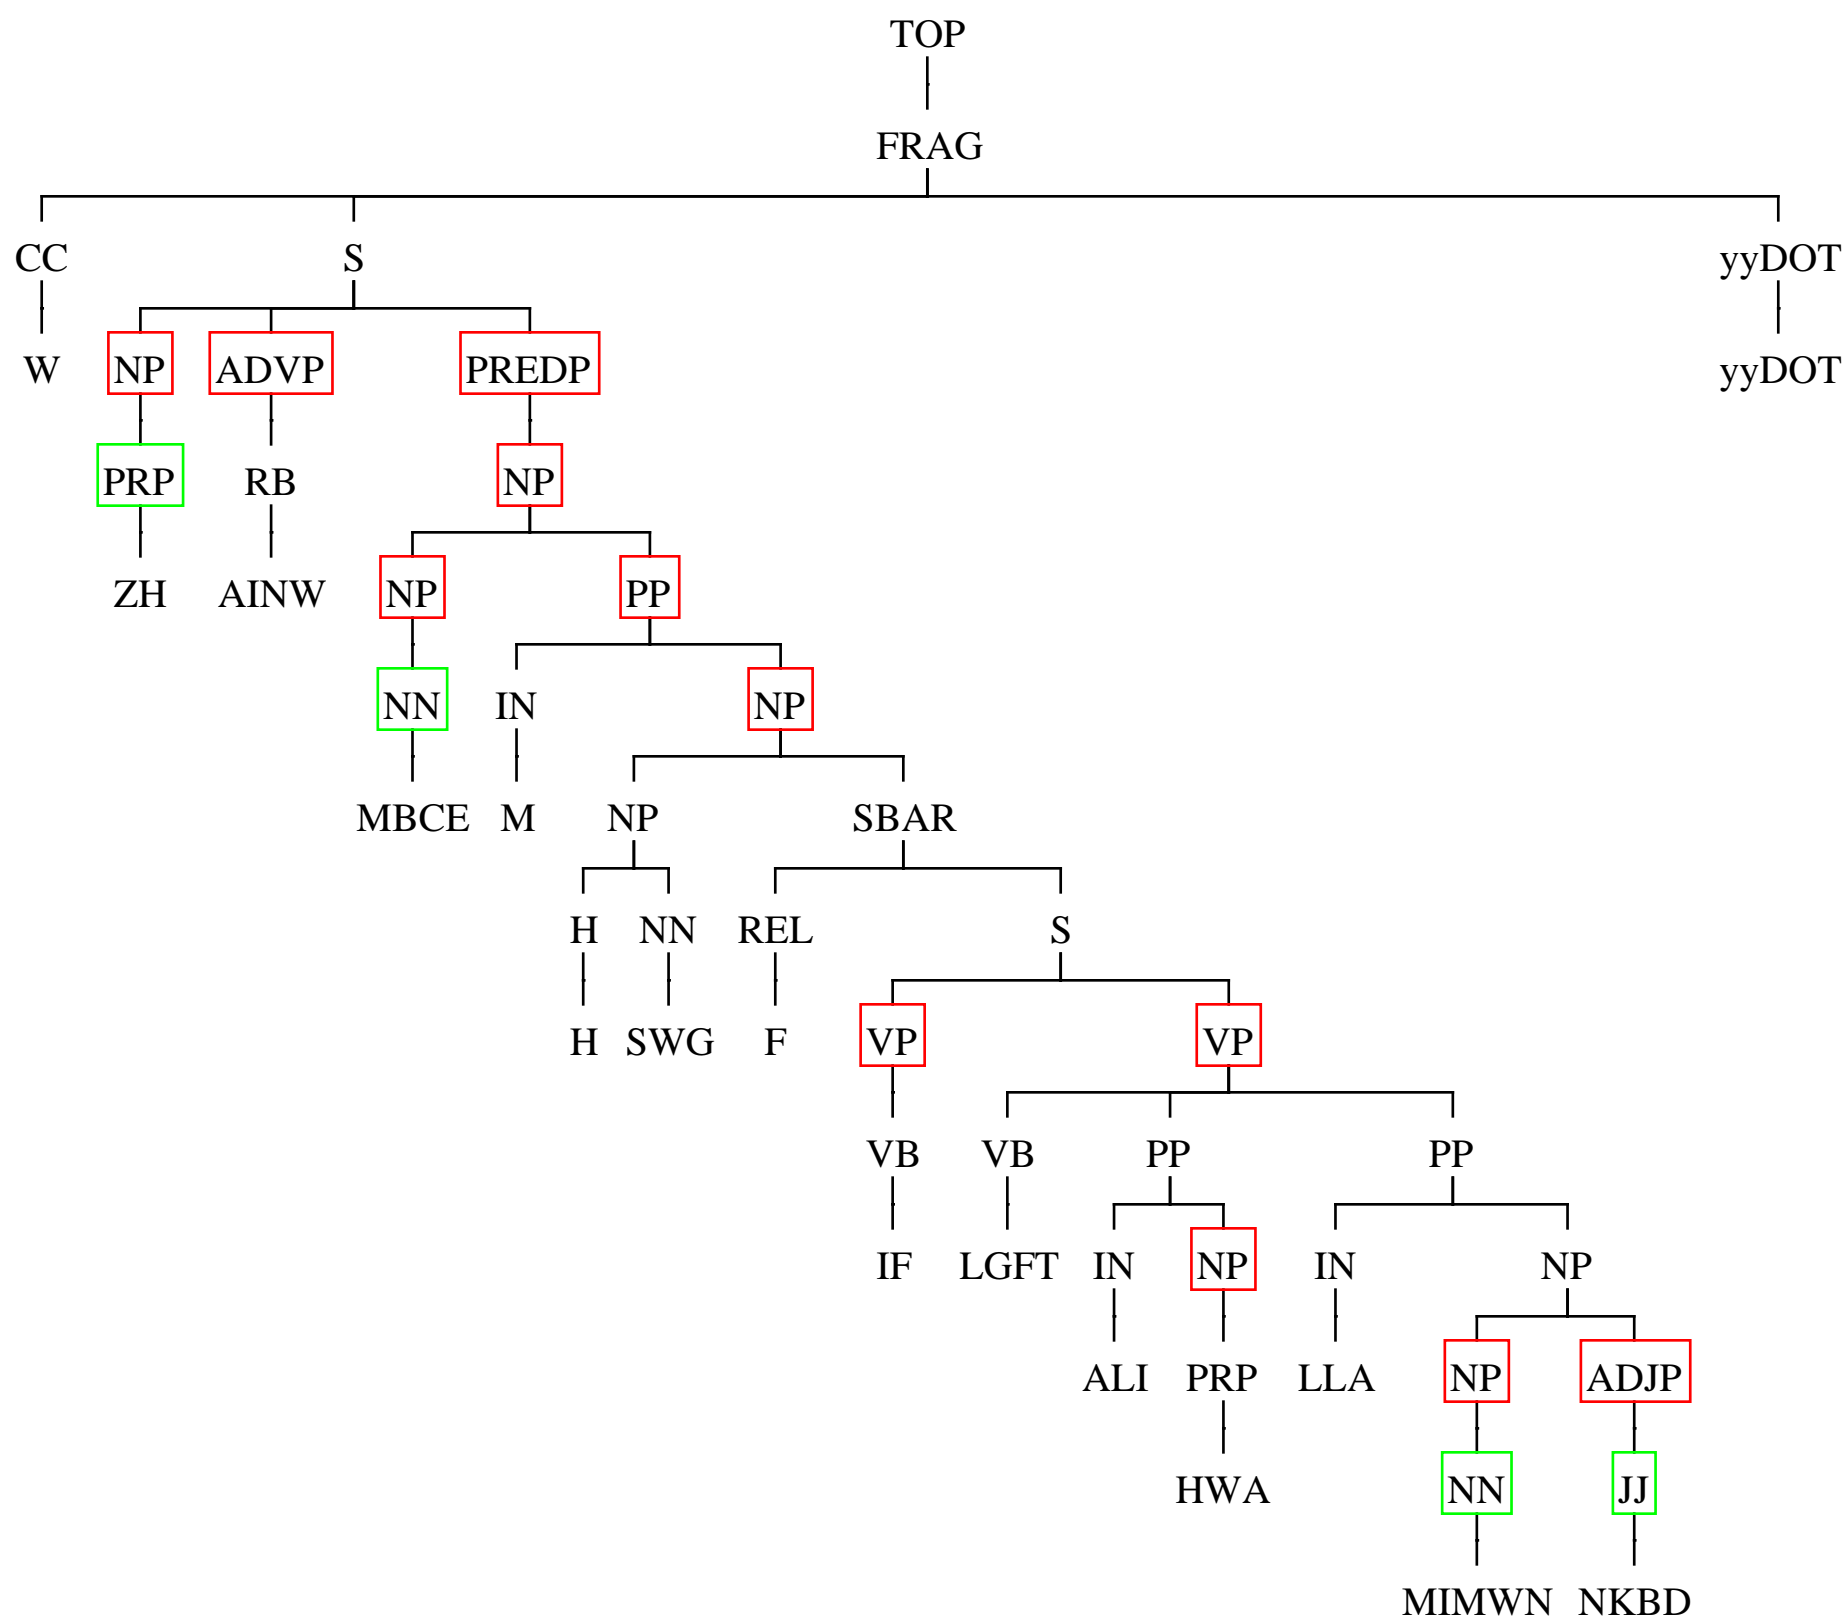 TOP
FRAG
CC S yyDOT
W NP ADVP PREDP yyDOT
PRP RB NP
ZH AINW NP PP
NN IN NP
MBCE M NP SBAR
H NN REL S
H SWG F VP VP
VB VB PP PP
IF LGFT IN NP IN NP
ALI PRP LLA NP ADJP
HWA NN JJ
MIMWN NKBD